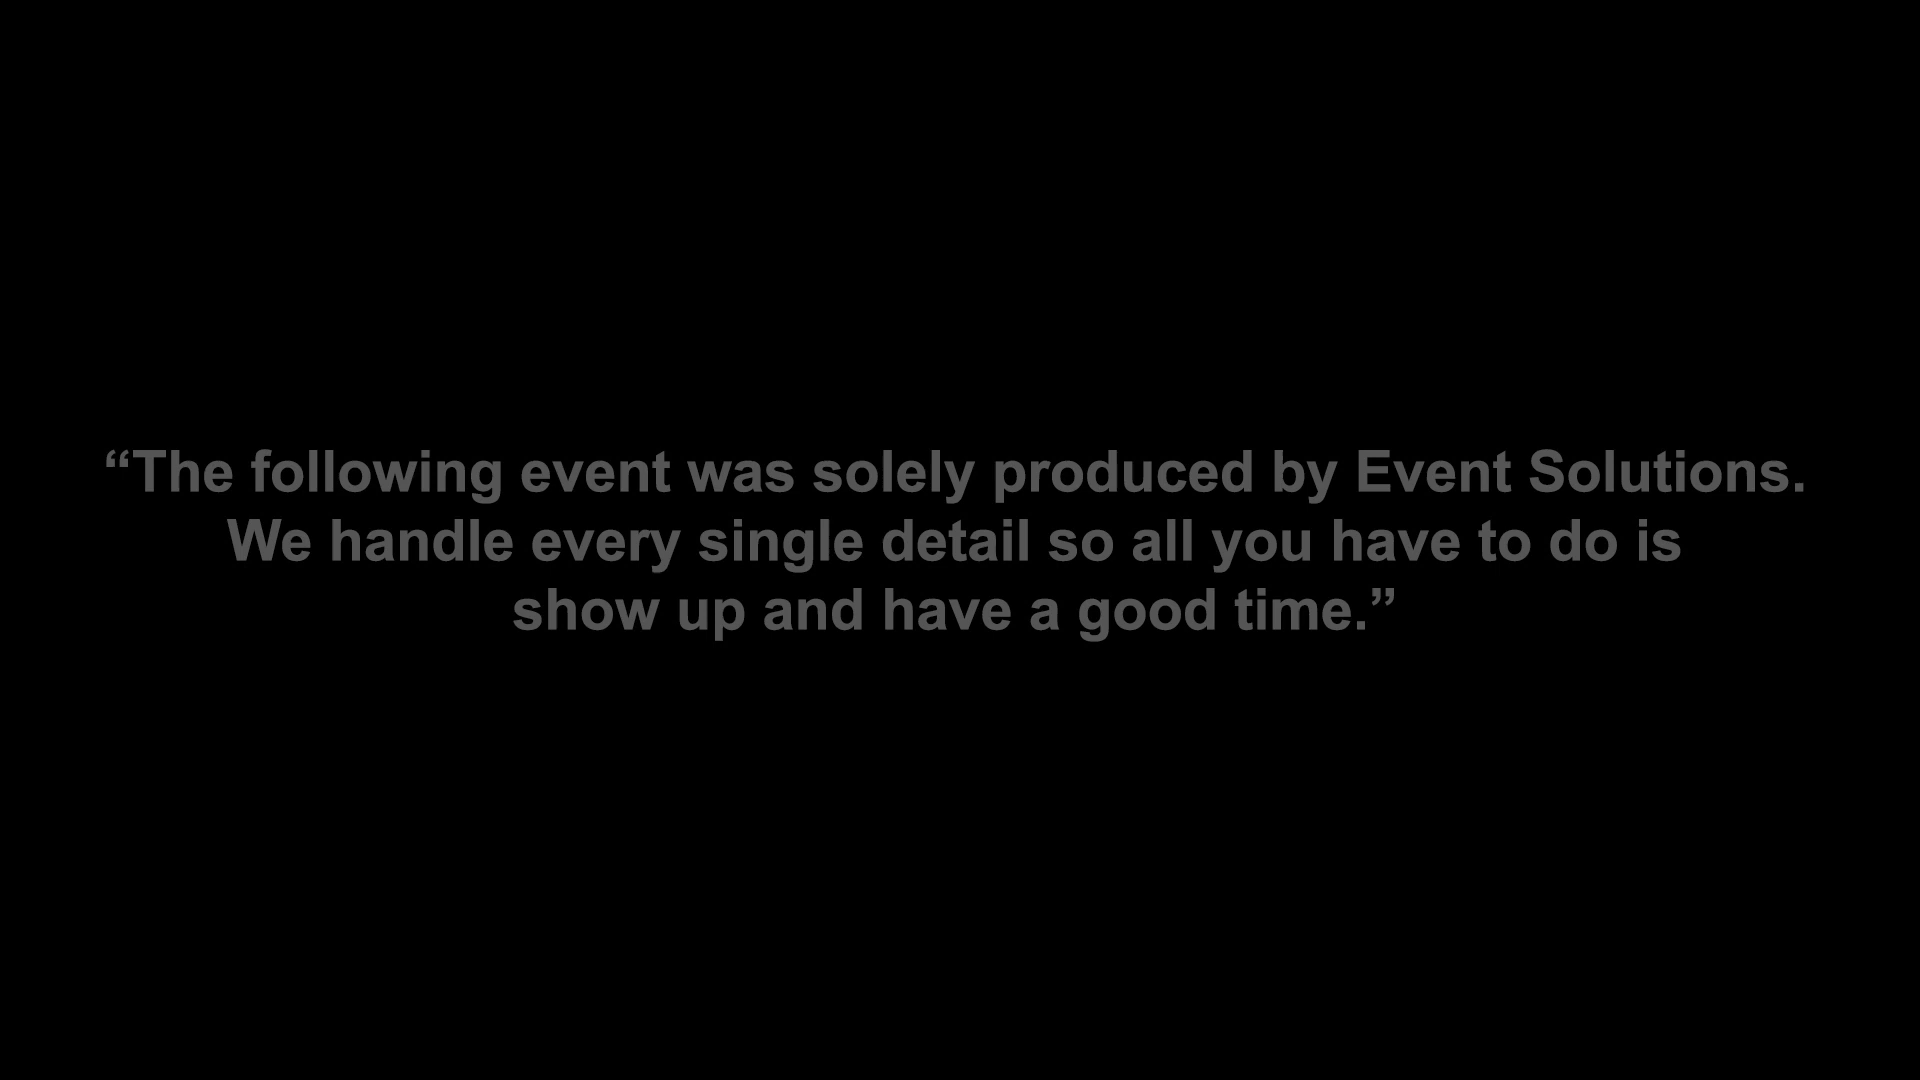 “The following event was solely produced by Event Solutions.
We handle every single detail so all you have to do is
show up and have a good time.”